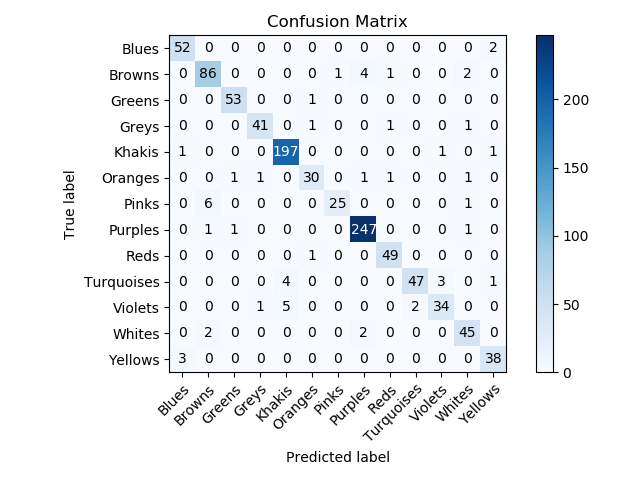 Confusion Matrix
Blues 52 0 0 0 0 0 0 0 0 0 0 0 2
Browns 0 86 0 0 0 0 1 4 1 0 0 2 0
Greens 0 0 53 0 0 1 0 0 0 0 0 0 0
Greys 0 0 0 41 0 1 0 0 1 0 0 1 0
Khakis 1 0 0 0 197 0 0 0 0 0 1 0 1
Oranges 0 0 1 1 0 30 0 1 1 0 0 1 0
Pinks 0 6 0 0 0 0 25 0 0 0 0 1 0
Purples 0 1 1 0 0 0 0 247 0 0 0 1 0
Reds 0 0 0 0 0 1 0 0 49 0 0 0 0
Turquoises 0 0 0 0 4 0 0 0 0 47 3 0 1
Violets 0 0 0 1 5 0 0 0 0 2 34 0 0
Whites 0 2 0 0 0 0 0 2 0 0 0 45 0
Yellows 3 0 0 0 0 0 0 0 0 0 0 0 38
Blues Browns Greens Greys Khakis Oranges Pinks Purples Reds Turquoises Violets Whites Yellows
True label
Predicted label
200
150
100
50
0